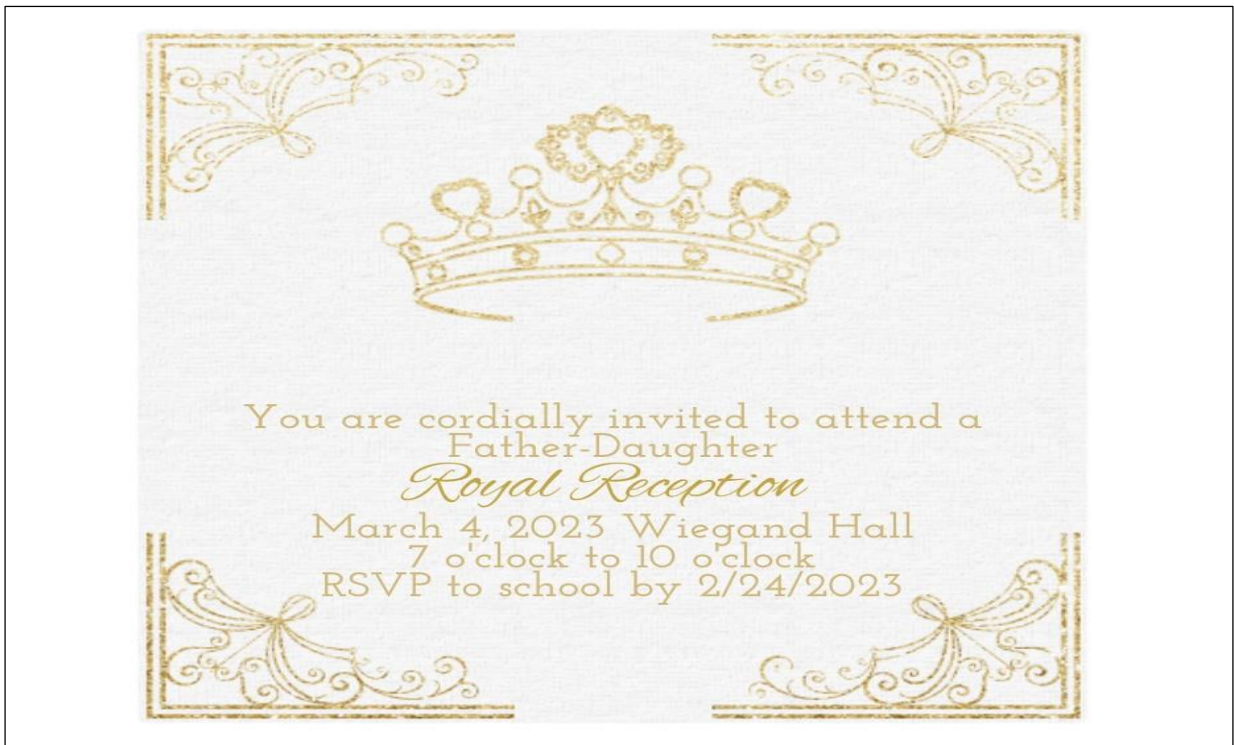 You are cordially invited to attend a
Father-Daughter
Royal Reception
March 4, 2023 Wiegand Hall
7 o'clock to 10 o'clock
RSVP to school by 2/24/2023